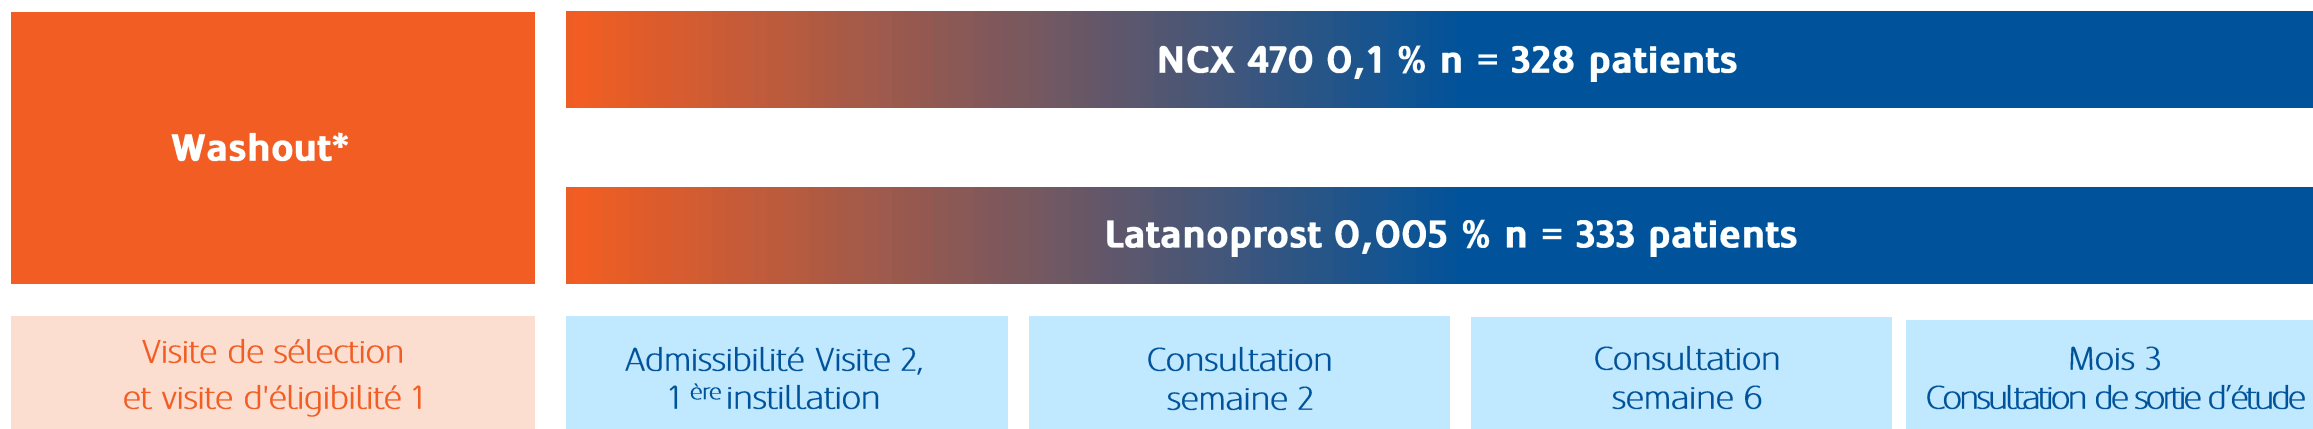 NCX 470 0,1 % n = 328 patients
Washout*
Latanoprost 0,005 % n = 333 patients
Visite de sélection
et visite d'éligibilité 1
Admissibilité Visite 2,
1 ère instillation
Consultation
semaine 2
Consultation
semaine 6
Mois 3
Consultation de sortie d’étude